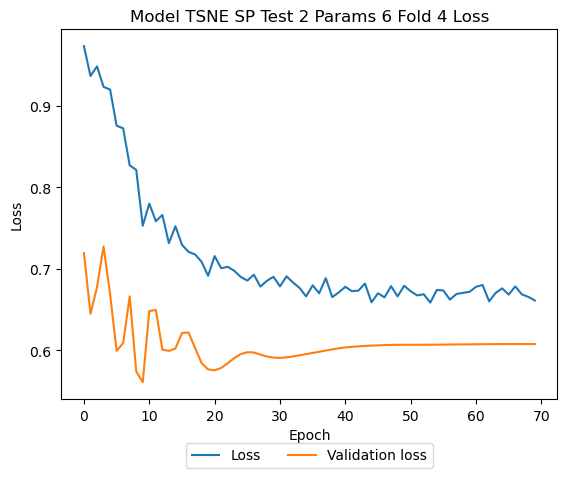 Model TSNE SP Test 2 Params 6 Fold 4 Loss
0.9
0.8
0.7
0.6
Loss
0 10 20 30 40 50 60 70
Epoch
Loss Validation loss